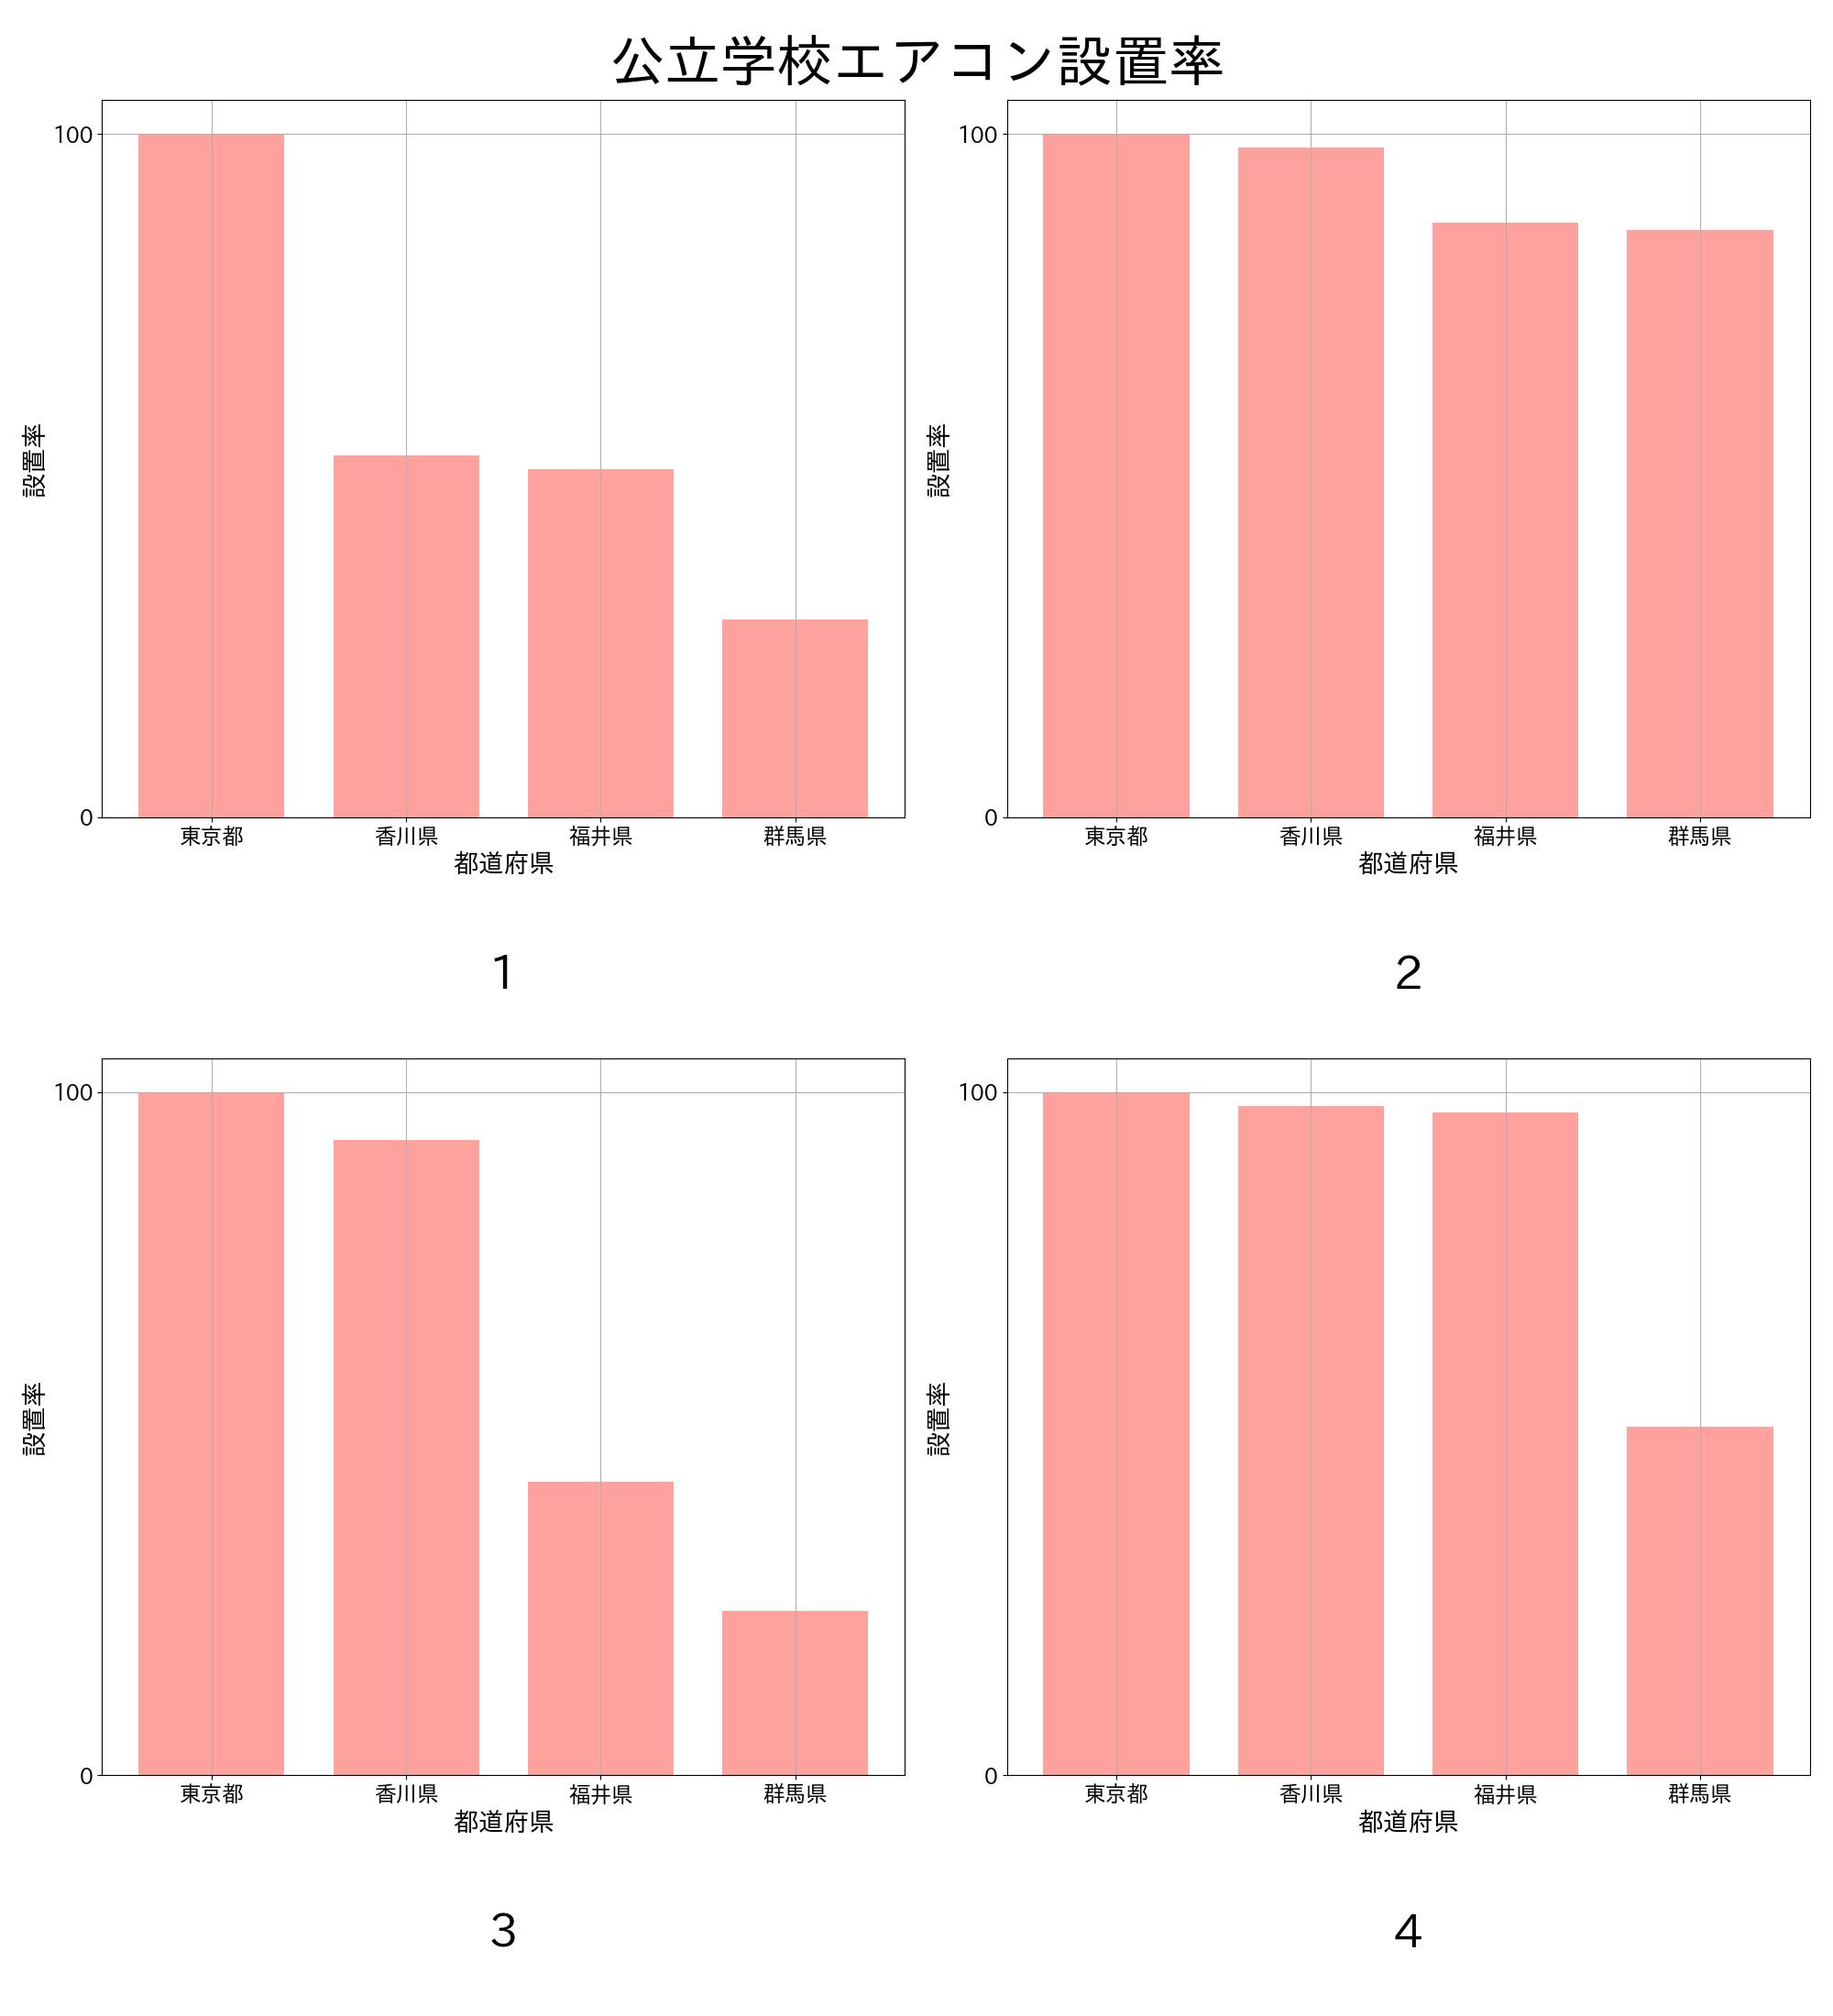 公立学校エアコン設置率
100
0
設置率
東京都 香川県 福井県 群馬県
都道府県
1
100
0
設置率
東京都 香川県 福井県 群馬県
都道府県
2
100
0
設置率
東京都 香川県 福井県 群馬県
都道府県
3
100
0
設置率
東京都 香川県 福井県 群馬県
都道府県
4